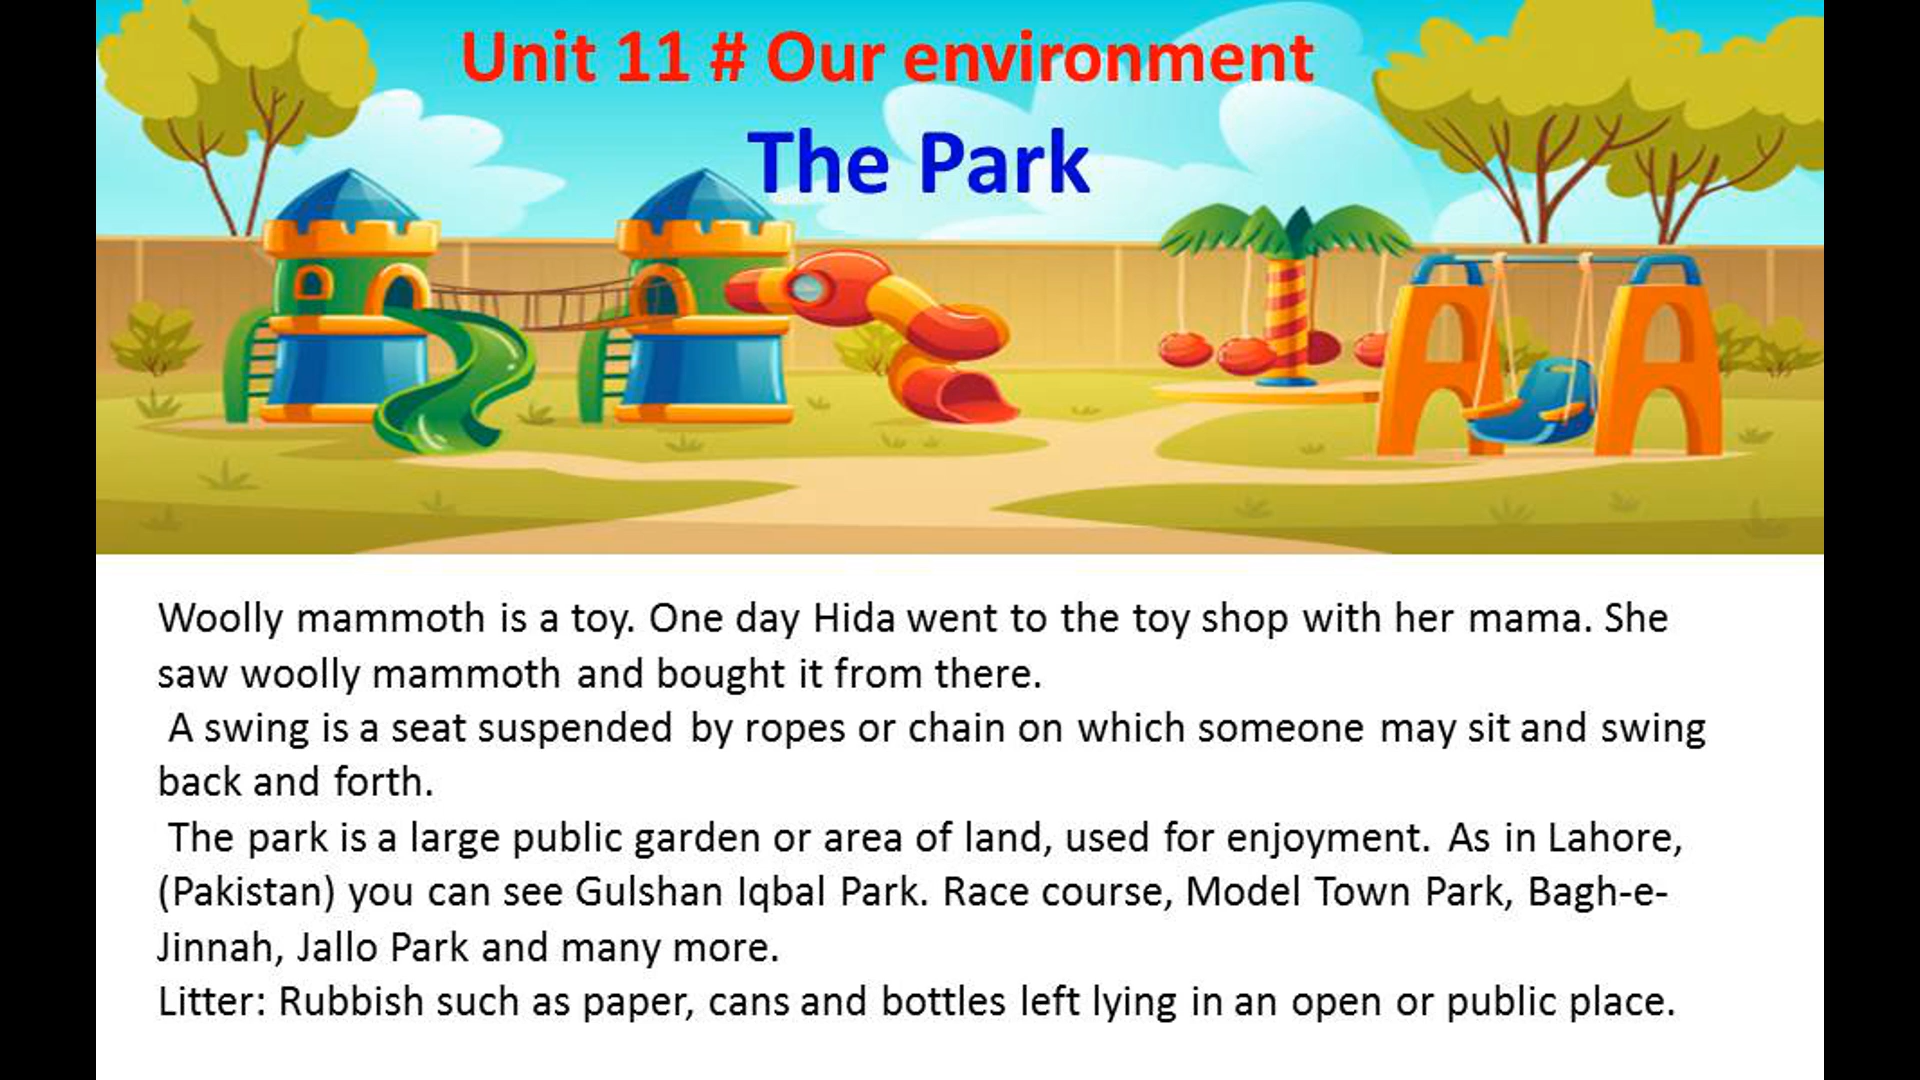 Unit 11 # Our environment
The Park
Woolly mammoth is a toy. One day Hida went to the toy shop with her mama. She
saw woolly mammoth and bought it from there.
A swing is a seat suspended by ropes or chain on which someone may sit and swing
back and forth.
The park is a large public garden or area of land, used for enjoyment. As in Lahore,
(Pakistan) you can see Gulshan Iqbal Park. Race course, Model Town Park, Bagh-e-
Jinnah, Jallo Park and many more.
Litter: Rubbish such as paper, cans and bottles left lying in an open or public place.